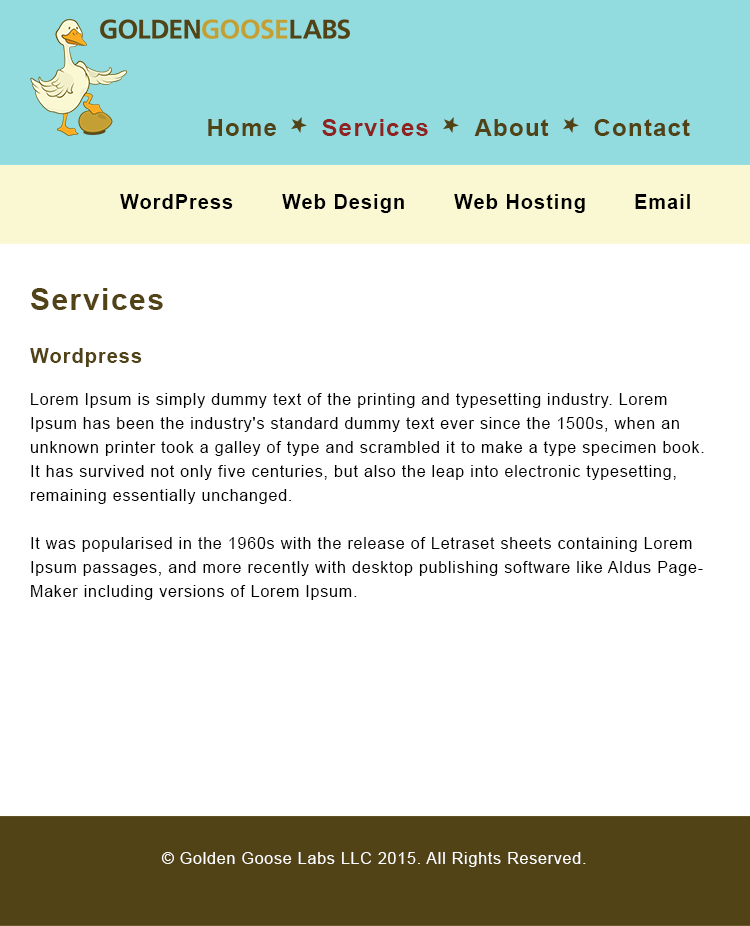 GOLDENGOOSELABS
Home ★ Services ★ About ★ Contact
WordPress Web Design Web Hosting Email
Services
Wordpress
Lorem Ipsum is simply dummy text of the printing and typesetting industry. Lorem
Ipsum has been the industry's standard dummy text ever since the 1500s, when an
unknown printer took a galley of type and scrambled it to make a type specimen book.
It has survived not only five centuries, but also the leap into electronic typesetting,
remaining essentially unchanged.
It was popularised in the 1960s with the release of Letraset sheets containing Lorem
Ipsum passages, and more recently with desktop publishing software like Aldus Page-
Maker including versions of Lorem Ipsum.
© Golden Goose Labs LLC 2015. All Rights Reserved.